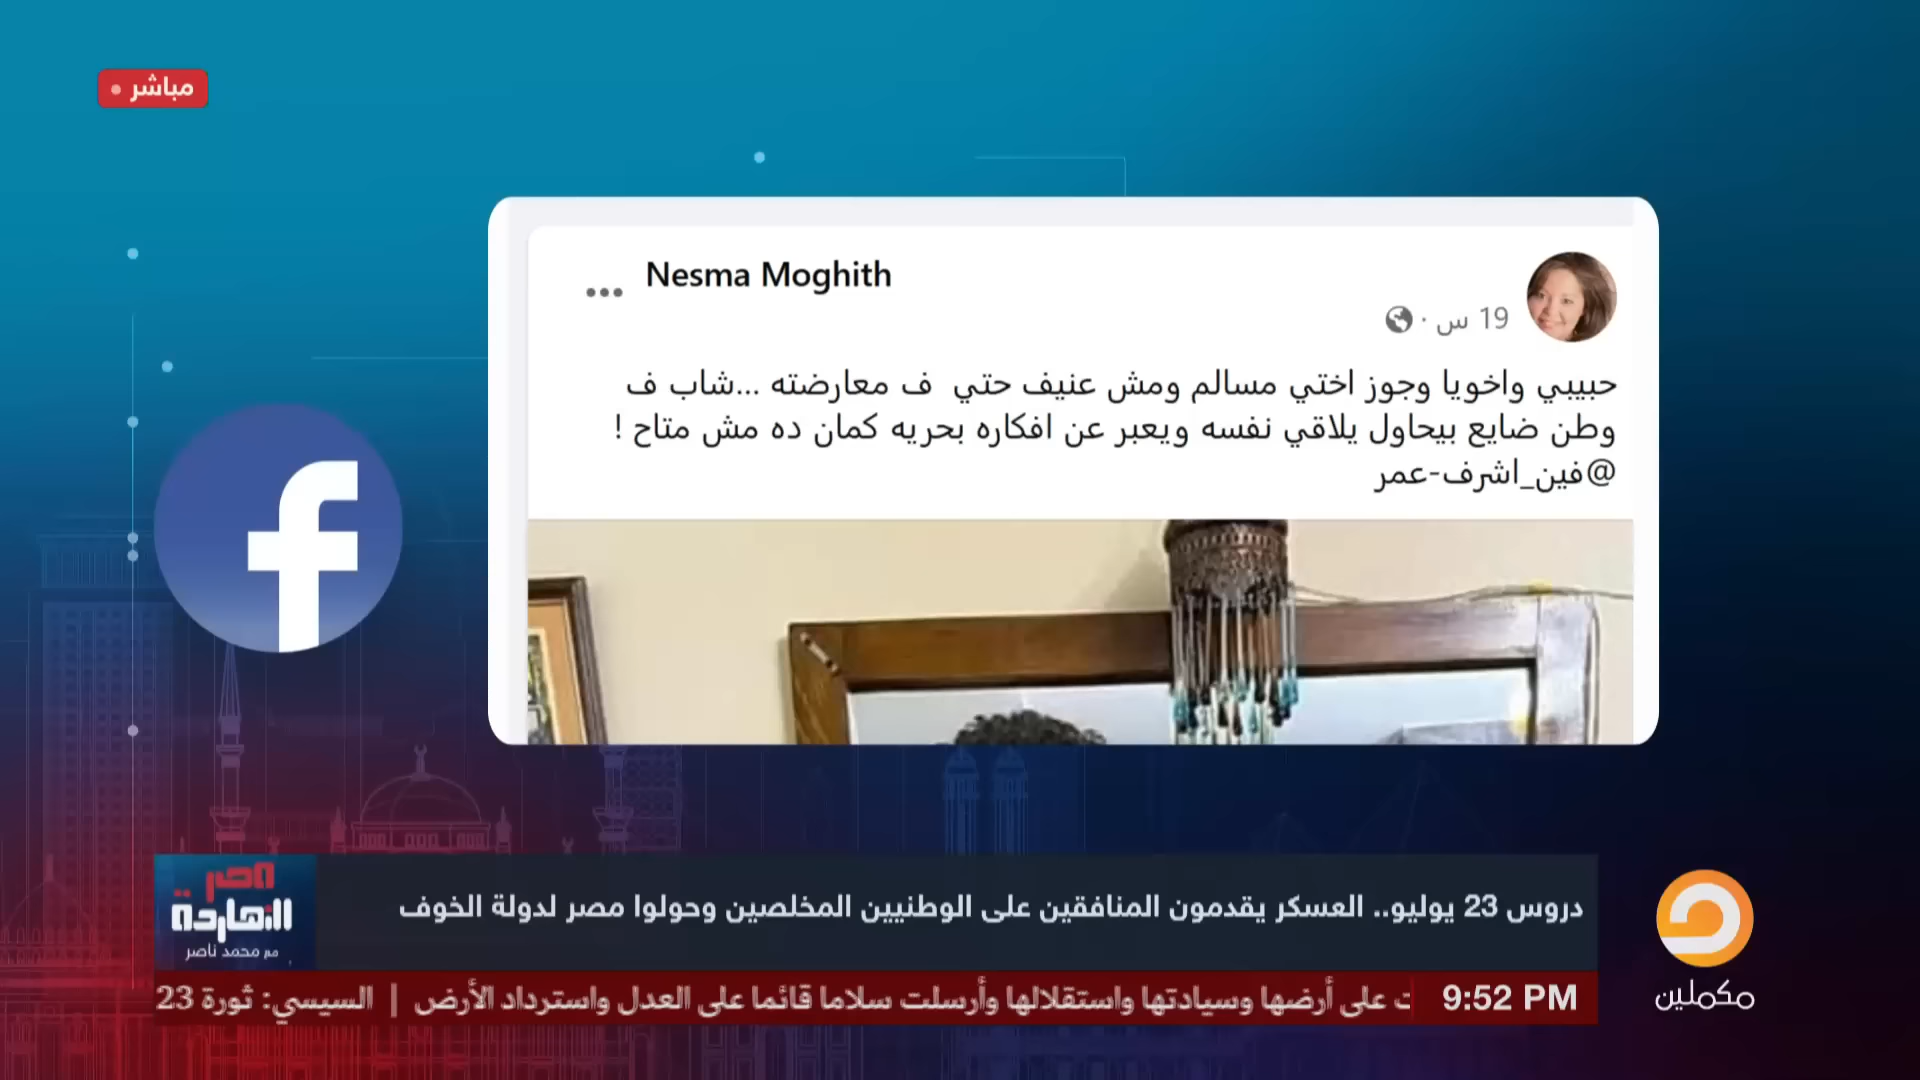 مباشر
Nesma Moghith
19 س
حبيبي واخويا وجوز اختي مسالم ومش عنيف حتي ف معارضته ...شاب ف
وطن ضايع بيحاول يلاقي نفسه ويعبر عن افكاره بحريه كمان ده مش متاح !
@فين_اشرف-عمر
دروس 23 يوليو.. العسكر يقدمون المنافقين على الوطنيين المخلصين وحولوا مصر لدولة الخوف
مصر
النهاردة
مع محمد ناصر
9:52 PM
ت على أرضها وسيادتها واستقلالها وأرسلت سلاما قائما على العدل واسترداد الأرض | السيسي: ثورة 23
مكملين